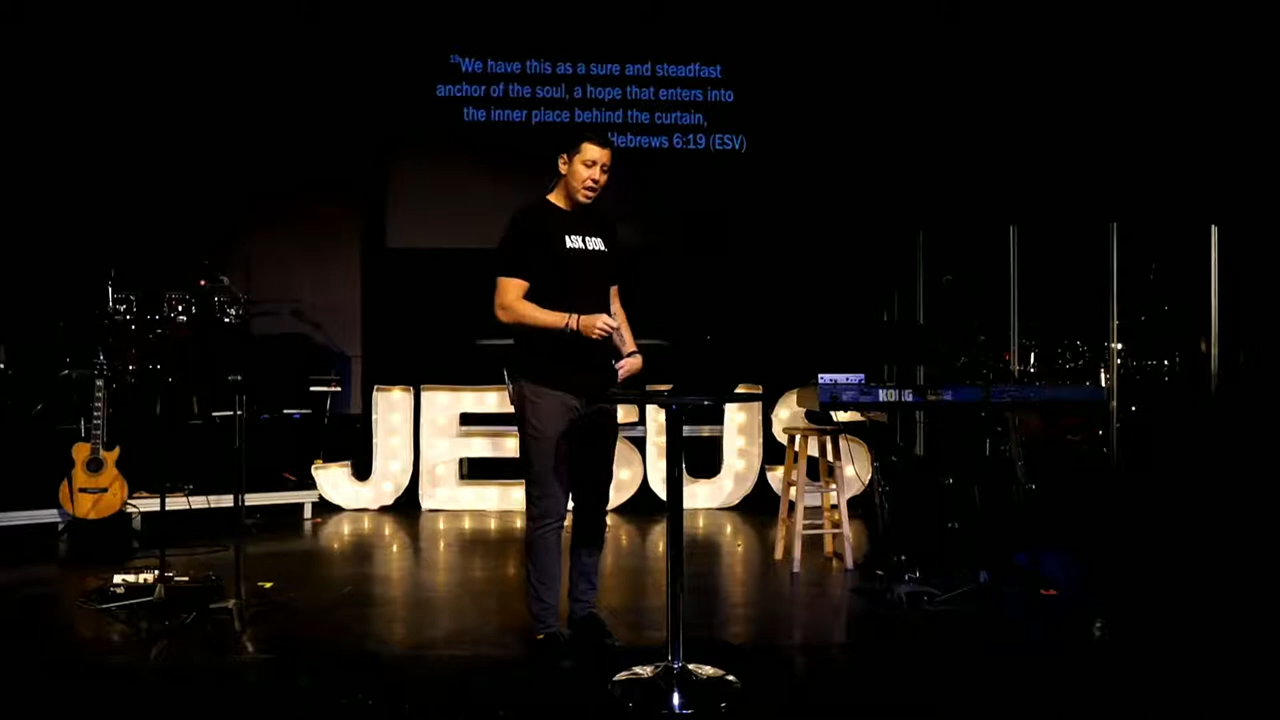 ¹⁹We have this as a sure and steadfast
anchor of the soul, a hope that enters into
the inner place behind the curtain,
Hebrews 6:19 (ESV)
ASK GOD.
JESUS
KORG